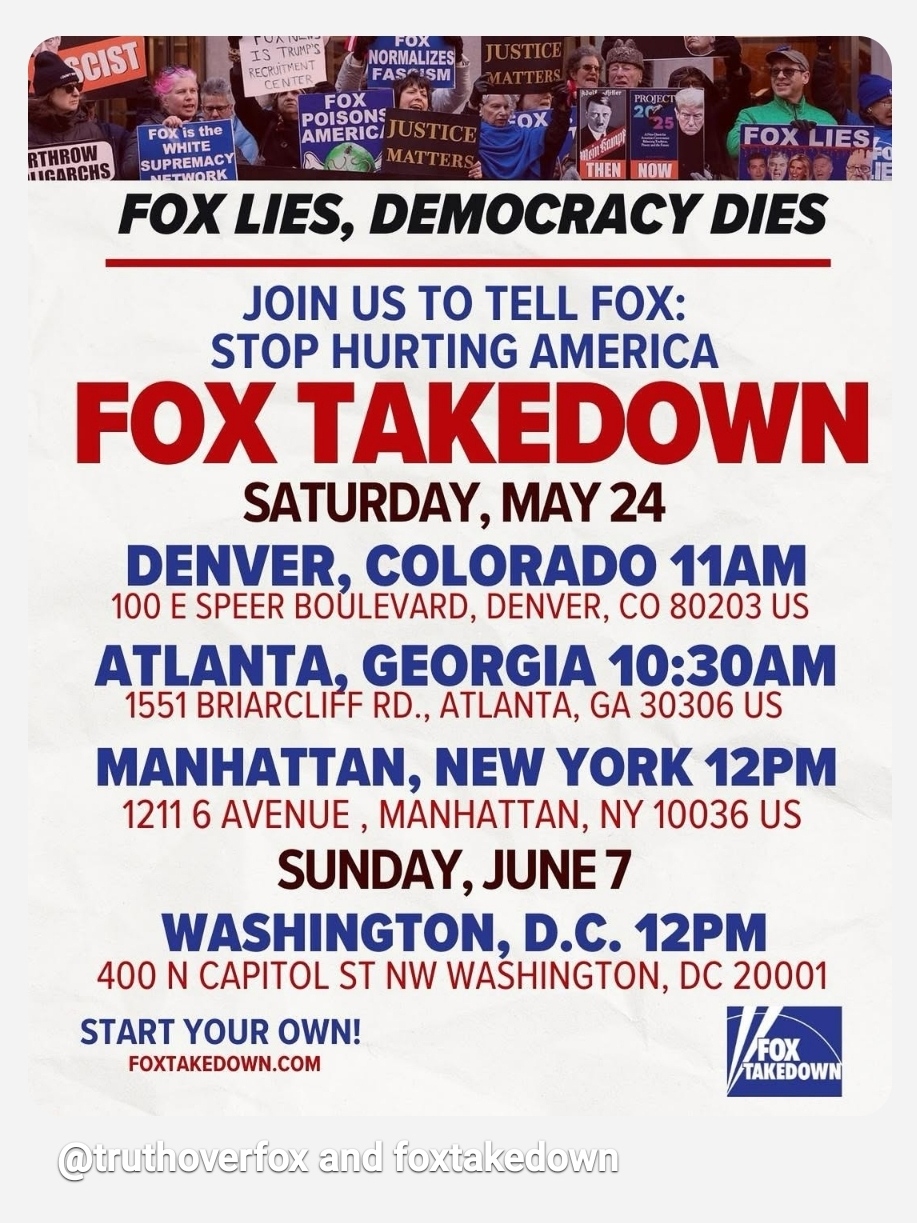 SCIST
FOX NEWS
IS TRUMP'S
RECRUITMENT
CENTER
FOX
NORMALIZES
FASCISM
JUSTICE
MATTERS
RTHROW
LIGARCHS
FOX is the
WHITE
SUPREMACY
NETWORK
FOX
POISONS
AMERICA
JUSTICE
MATTERS
FOX
Mein Kampf
THEN
PROJECT
2025
NOW
FOX LIES
FOX LIES, DEMOCRACY DIES
JOIN US TO TELL FOX:
STOP HURTING AMERICA
FOX TAKEDOWN
SATURDAY, MAY 24
DENVER, COLORADO 11AM
100 E SPEER BOULEVARD, DENVER, CO 80203 US
ATLANTA, GEORGIA 10:30AM
1551 BRIARCLIFF RD., ATLANTA, GA 30306 US
MANHATTAN, NEW YORK 12PM
1211 6 AVENUE , MANHATTAN, NY 10036 US
SUNDAY, JUNE 7
WASHINGTON, D.C. 12PM
400 N CAPITOL ST NW WASHINGTON, DC 20001
START YOUR OWN!
FOXTAKEDOWN.COM
FOX
TAKEDOWN
@truthoverfox and foxtakedown